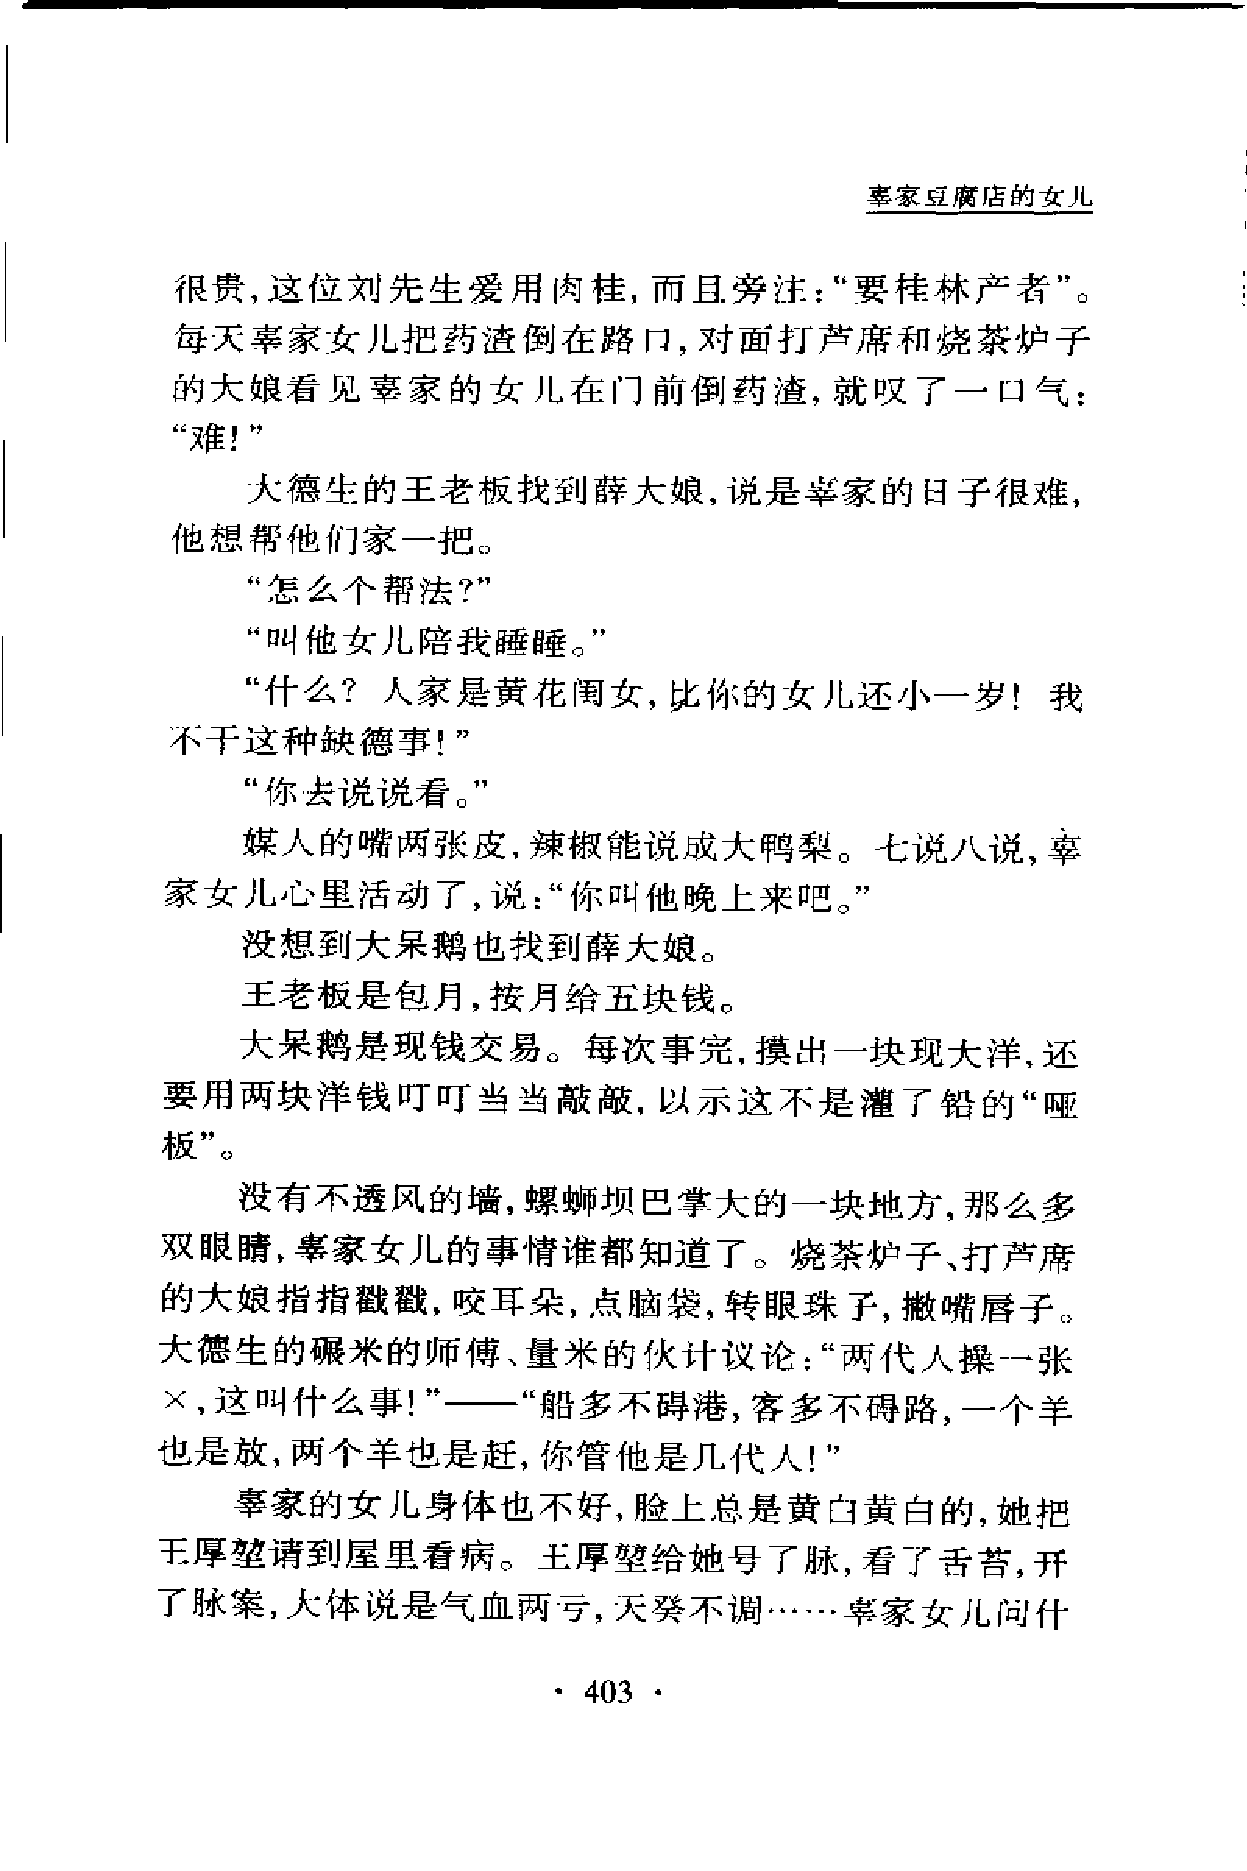 辜家豆腐店的女儿
很贵,这位刘先生爱用肉桂,而且旁注:“要桂林产者”。
每天辜家女儿把药渣倒在路口,对面打芦席和烧茶炉子
的大娘看见辜家的女儿在门前倒药渣,就叹了一口气:
“难!”
大德生的王老板找到薛大娘,说是辜家的日子很难,
他想帮他们家一把。
“怎么个帮法?”
“叫他女儿陪我睡睡。”
“什么? 人家是黄花闺女,比你的女儿还小一岁! 我
不干这种缺德事!”
“你去说说看。”
媒人的嘴两张皮,辣椒能说成大鸭梨。七说八说,辜
家女儿心里活动了,说:“你叫他晚上来吧。”
没想到大呆鹅也找到薛大娘。
王老板是包月,按月给五块钱。
大呆鹅是现钱交易。每次事完,摸出一块现大洋,还
要用两块洋钱叮叮当当敲敲,以示这不是灌了铅的“哑
板”。
没有不透风的墙,螺蛳坝巴掌大的一块地方,那么多
双眼睛,辜家女儿的事情谁都知道了。烧茶炉子、打芦席
的大娘指指戳戳,咬耳朵,点脑袋,转眼珠子,撇嘴唇子。
大德生的碾米的师傅、量米的伙计议论:“两代人操一张
×,这叫什么事!”——“船多不碍港,客多不碍路,一个羊
也是放,两个羊也是赶,你管他是几代人!”
辜家的女儿身体也不好,脸上总是黄白黄白的,她把
王厚堃请到屋里看病。王厚堃给她号了脉,看了舌苔,开
了脉案,大体说是气血两亏,天癸不调……辜家女儿问什
· 403 ·